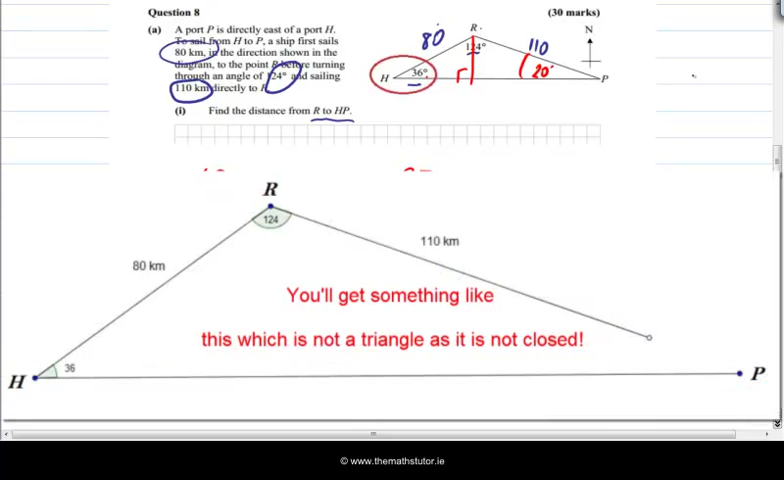 Question 8
(30 marks)
(a) A port P is directly east of a port H.
To sail from H to P, a ship first sails
80 km, in the direction shown in the
diagram, to the point R before turning
through an angle of 124° and sailing
110 km directly to P.
R
N
80
124°
110
H
36°
20°
P
(i) Find the distance from R to HP.
R
124
80 km
110 km
You'll get something like
this which is not a triangle as it is not closed!
36
H
P
© www.themathstutor.ie